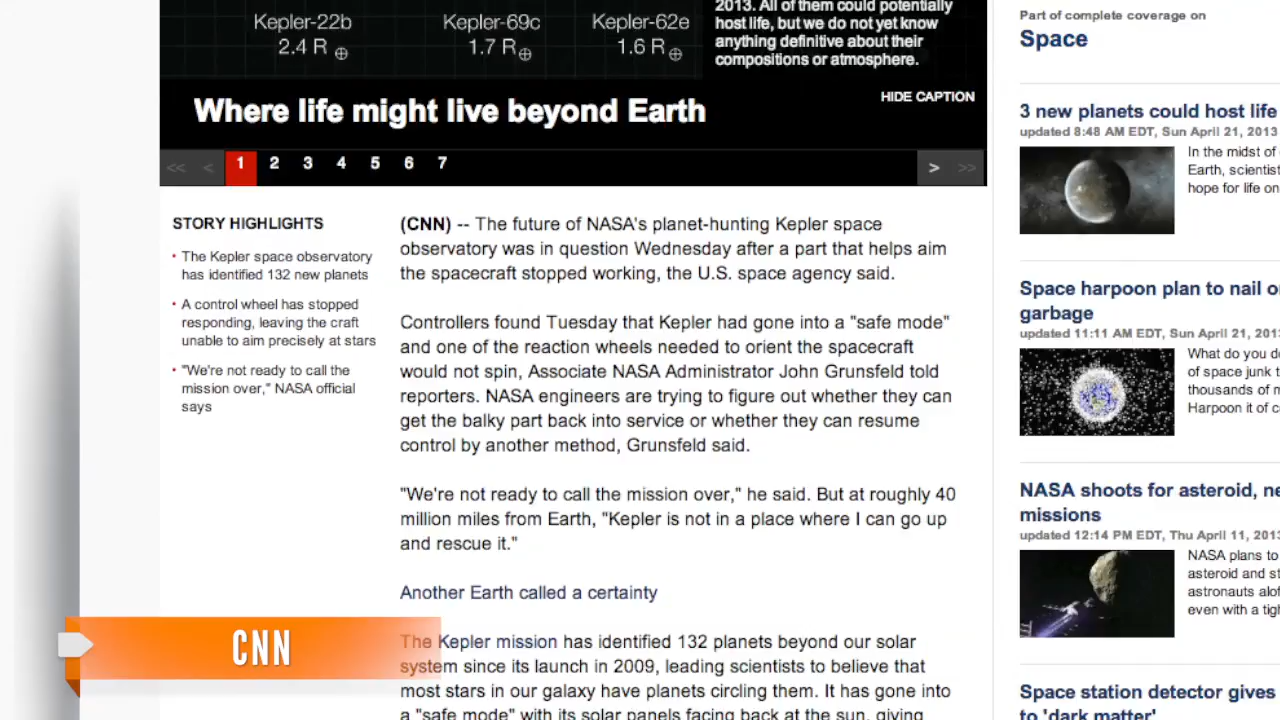 Kepler-22b
2.4 R⊕
Kepler-69c
1.7 R⊕
Kepler-62e
1.6 R⊕
2013. All of them could potentially
host life, but we do not yet know
anything definitive about their
compositions or atmosphere.
HIDE CAPTION
Where life might live beyond Earth
<< < 1 2 3 4 5 6 7 > >>
STORY HIGHLIGHTS
• The Kepler space observatory
has identified 132 new planets
• A control wheel has stopped
responding, leaving the craft
unable to aim precisely at stars
• "We're not ready to call the
mission over," NASA official
says
(CNN) -- The future of NASA's planet-hunting Kepler space
observatory was in question Wednesday after a part that helps aim
the spacecraft stopped working, the U.S. space agency said.
Controllers found Tuesday that Kepler had gone into a "safe mode"
and one of the reaction wheels needed to orient the spacecraft
would not spin, Associate NASA Administrator John Grunsfeld told
reporters. NASA engineers are trying to figure out whether they can
get the balky part back into service or whether they can resume
control by another method, Grunsfeld said.
"We're not ready to call the mission over," he said. But at roughly 40
million miles from Earth, "Kepler is not in a place where I can go up
and rescue it."
Another Earth called a certainty
The Kepler mission has identified 132 planets beyond our solar
system since its launch in 2009, leading scientists to believe that
most stars in our galaxy have planets circling them. It has gone into
a "safe mode" with its solar panels facing back at the sun, giving
Part of complete coverage on
Space
3 new planets could host life
updated 8:48 AM EDT, Sun April 21, 2013
In the midst of
Earth, scientist
hope for life on
Space harpoon plan to nail
garbage
updated 11:11 AM EDT, Sun April 21, 2013
What do you
of space junk
thousands of
Harpoon it of
NASA shoots for asteroid,
missions
updated 12:14 PM EDT, Thu April 11, 2013
NASA plans to
asteroid and
astronauts
even with a
Space station detector gives
to 'dark matter'
CNN